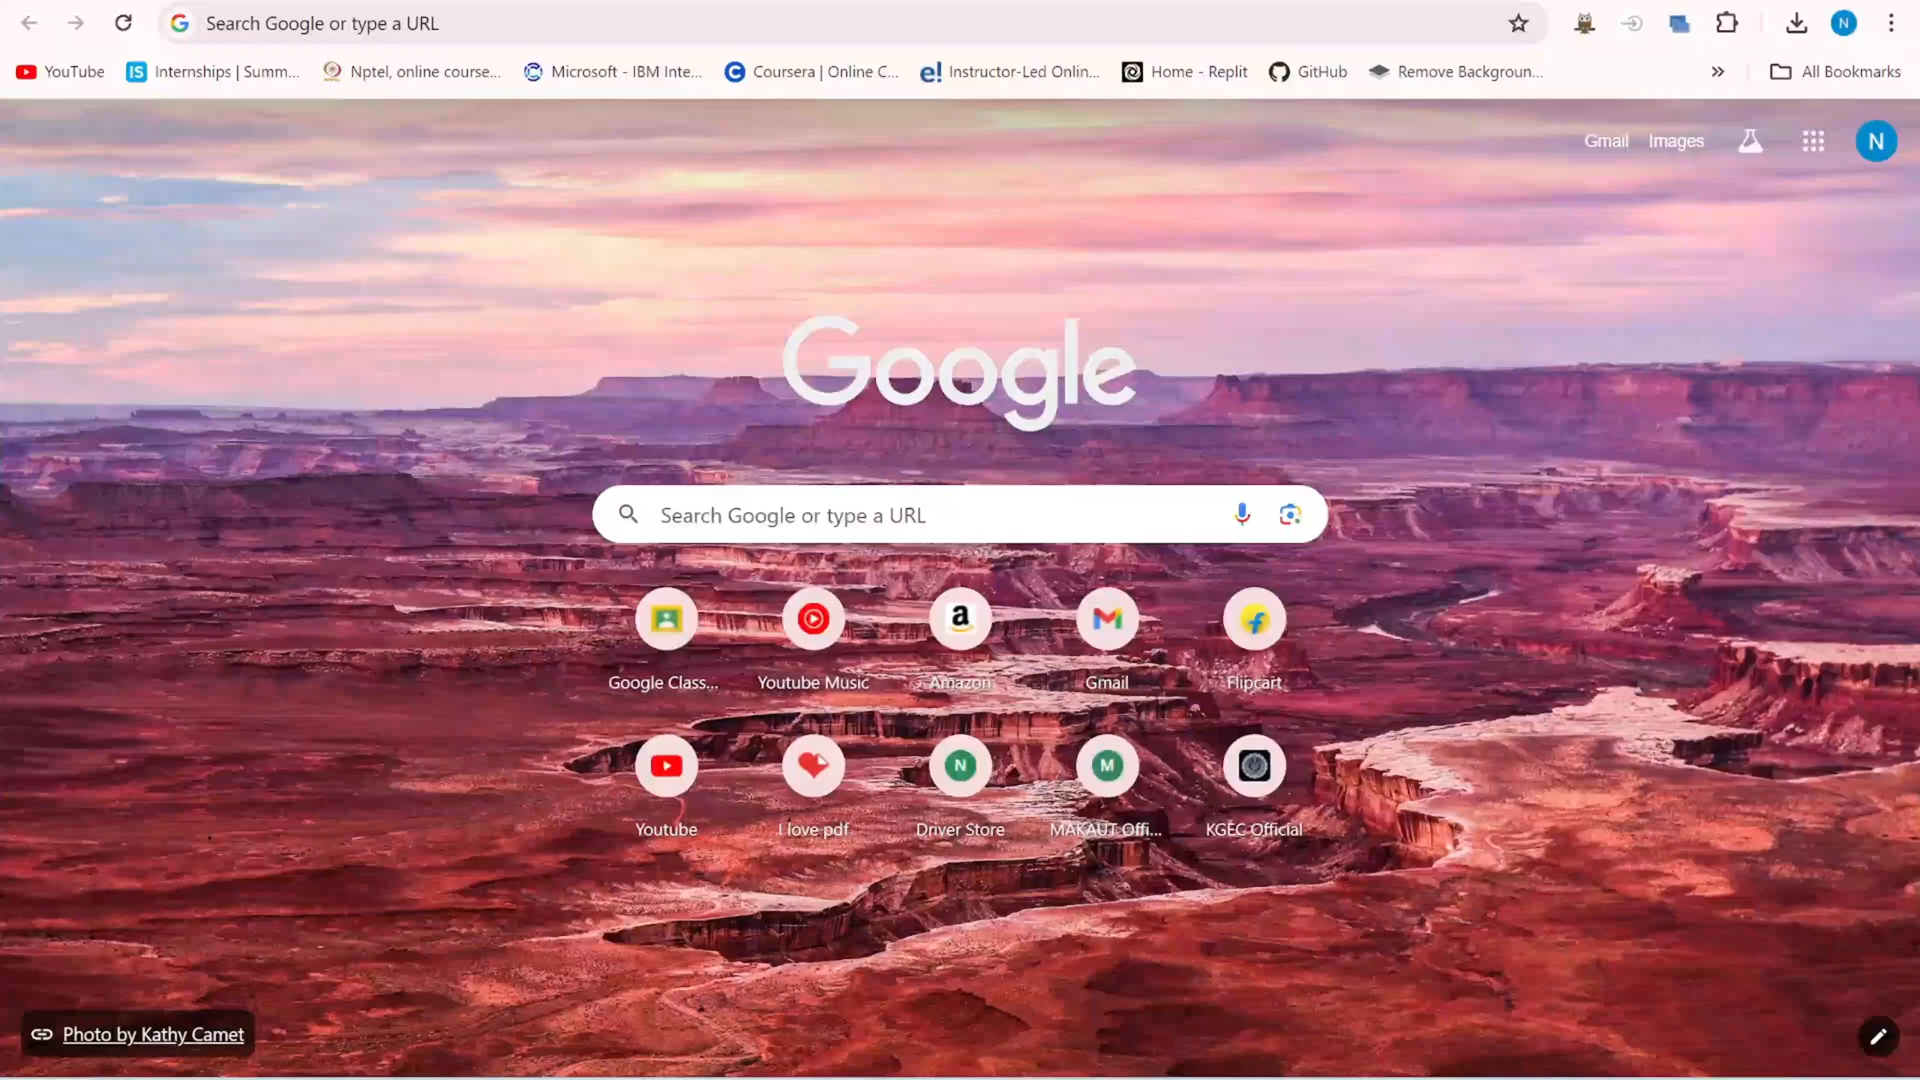 Search Google or type a URL
N
YouTube
IS Internships | Summ...
Nptel, online course...
Microsoft - IBM Inte...
C Coursera | Online C...
e! Instructor-Led Onlin...
Home - Replit
GitHub
Remove Backgroun...
All Bookmarks
Gmail Images
N
Google
Search Google or type a URL
Google Class... Youtube Music Amazon Gmail Flipcart
N M
Youtube I love pdf Driver Store MAKAUT Offi... KGEC Official
Photo by Kathy Camet